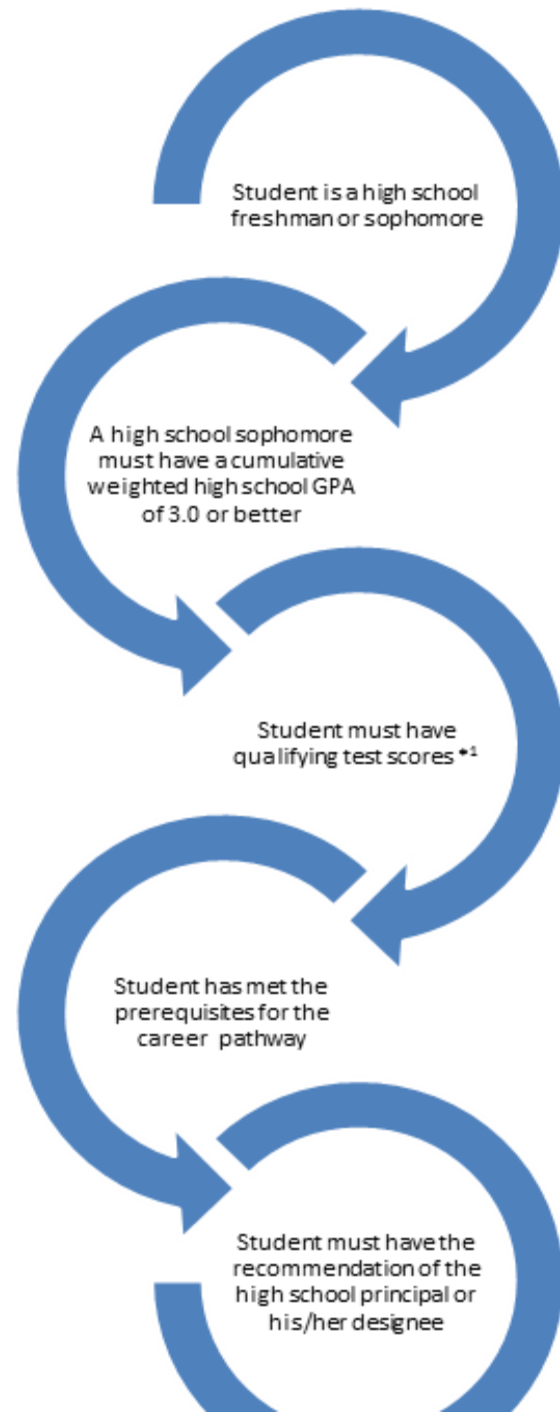 Student is a high school
freshman or sophomore
A high school sophomore
must have a cumulative
weighted high school GPA
of 3.0 or better
Student must have
qualifying test scores *¹
Student has met the
prerequisites for the
career pathway
Student must have the
recommendation of the
high school principal or
his/her designee